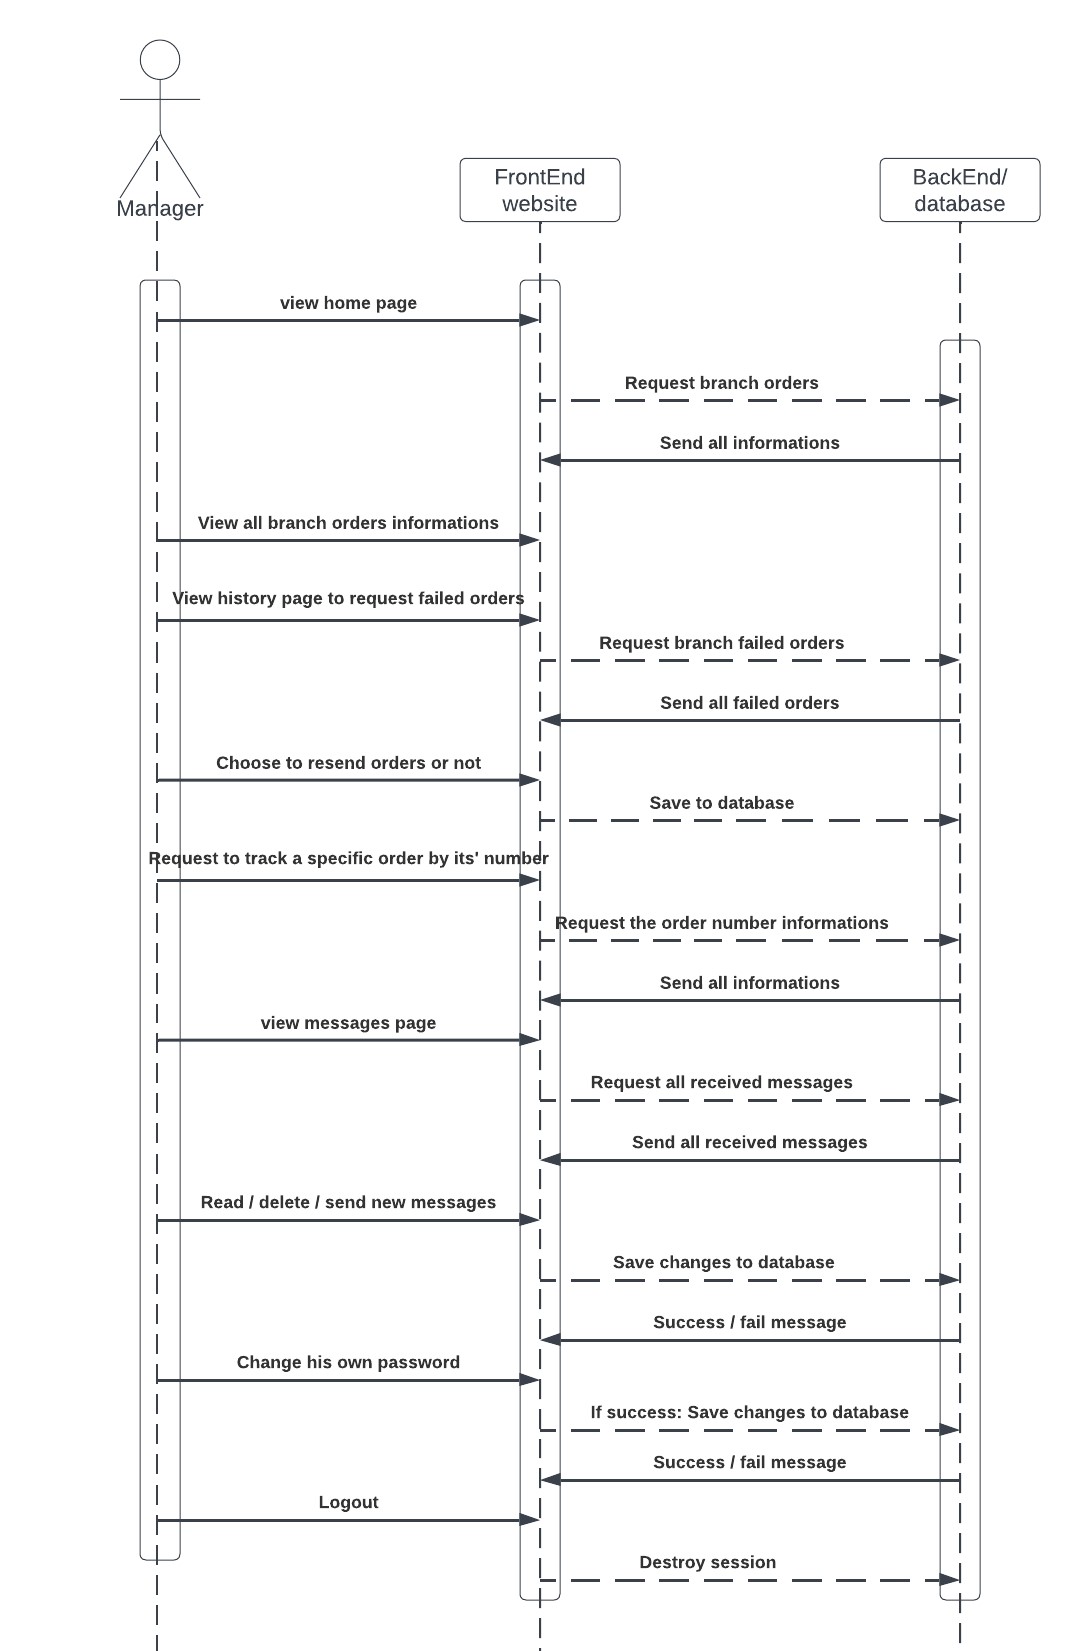 Manager
FrontEnd
website
BackEnd/
database
view home page
Request branch orders
Send all informations
View all branch orders informations
View history page to request failed orders
Request branch failed orders
Send all failed orders
Choose to resend orders or not
Save to database
Request to track a specific order by its' number
Request the order number informations
Send all informations
view messages page
Request all received messages
Send all received messages
Read / delete / send new messages
Save changes to database
Success / fail message
Change his own password
If success: Save changes to database
Success / fail message
Logout
Destroy session